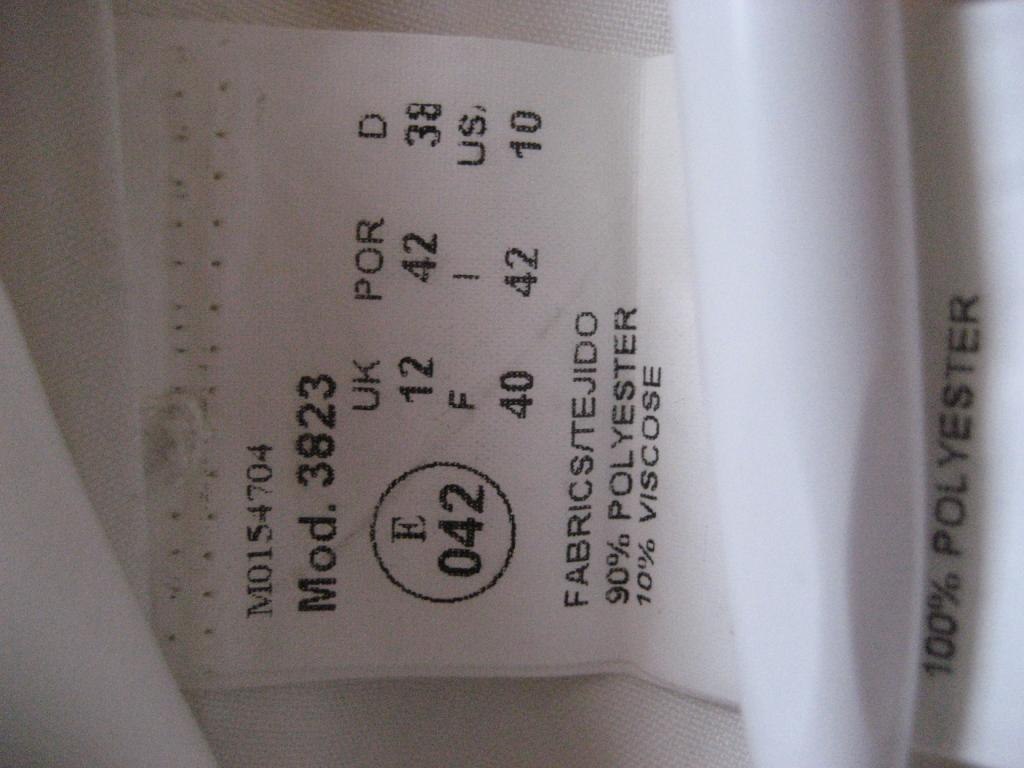 M0154704
Mod. 3823
E
042
UK POR D
12 42 38
F I US.
40 42 10
FABRICS/TEJIDO
90% POLYESTER
10% VISCOSE
100% POLYESTER